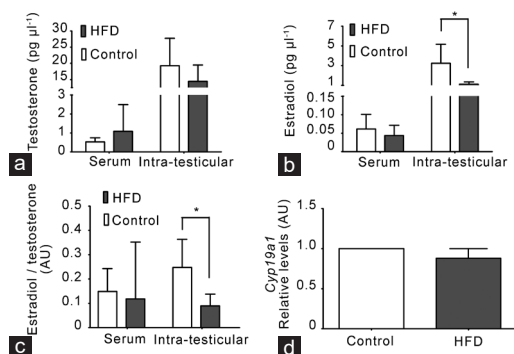 HFD
Control
Testosterone (pg µl-1)
30
25
20
15
10
5
2
1
0
Serum
Intra-testicular
a
HFD
Control
*
Estradiol (pg µl-1)
7
5
3
1
0.15
0.10
0.05
0
Serum
Intra-testicular
b
HFD
Control
*
Estradiol / testosterone
(AU)
0.5
0.4
0.3
0.2
0.1
0
Serum
Intra-testicular
c
Cyp19a1
Relative levels (AU)
1.5
1.0
0.5
0.0
Control
HFD
d